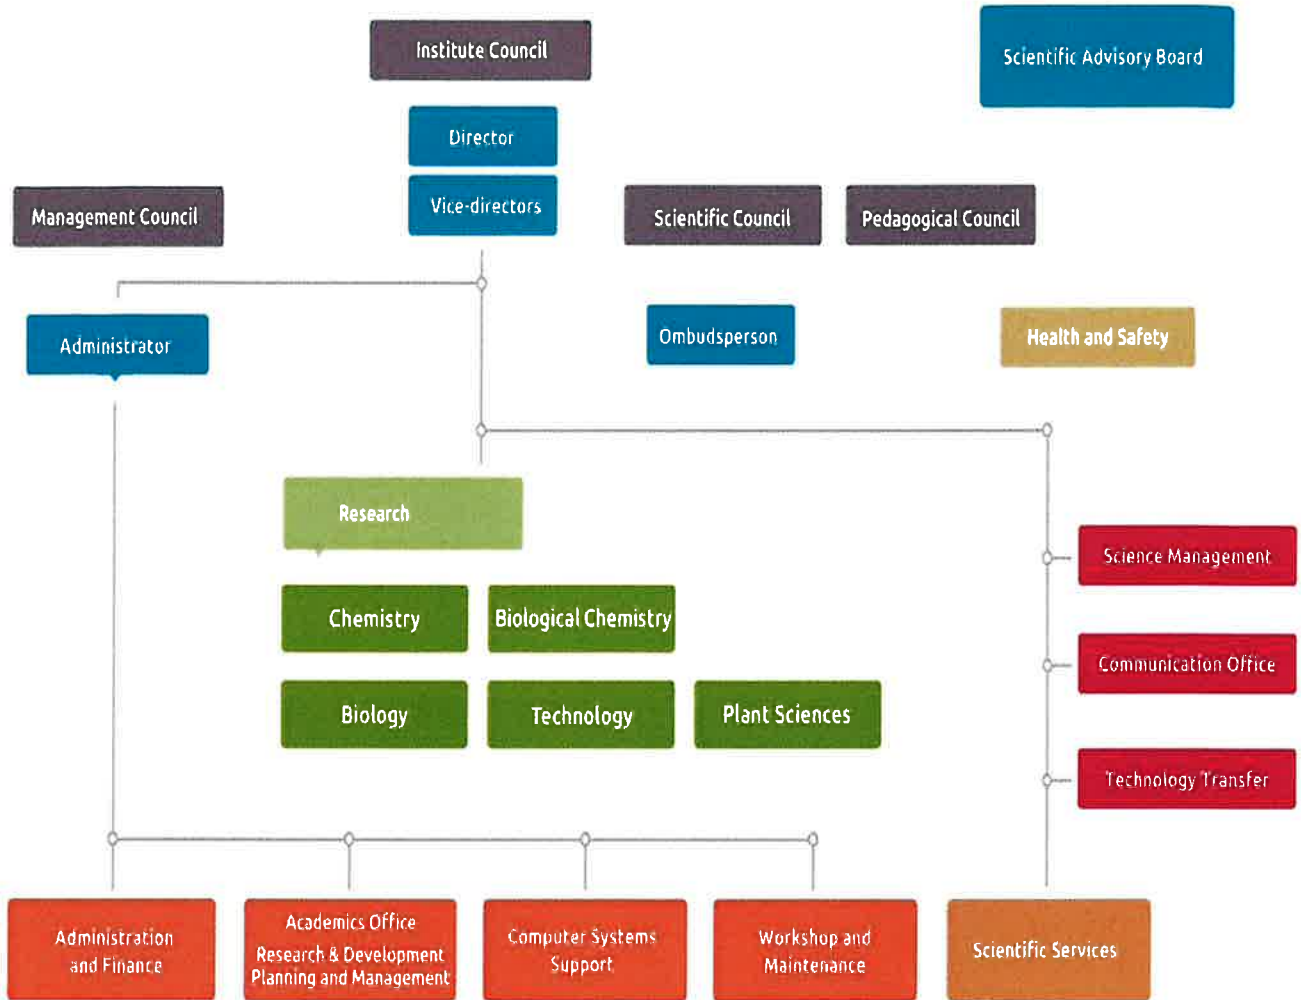 Institute Council
Scientific Advisory Board
Director
Vice-directors
Management Council
Scientific Council
Pedagogical Council
Administrator
Ombudsperson
Health and Safety
Research
Science Management
Chemistry
Biological Chemistry
Communication Office
Biology
Technology
Plant Sciences
Technology Transfer
Administration
and Finance
Academics Office
Research & Development
Planning and Management
Computer Systems
Support
Workshop and
Maintenance
Scientific Services